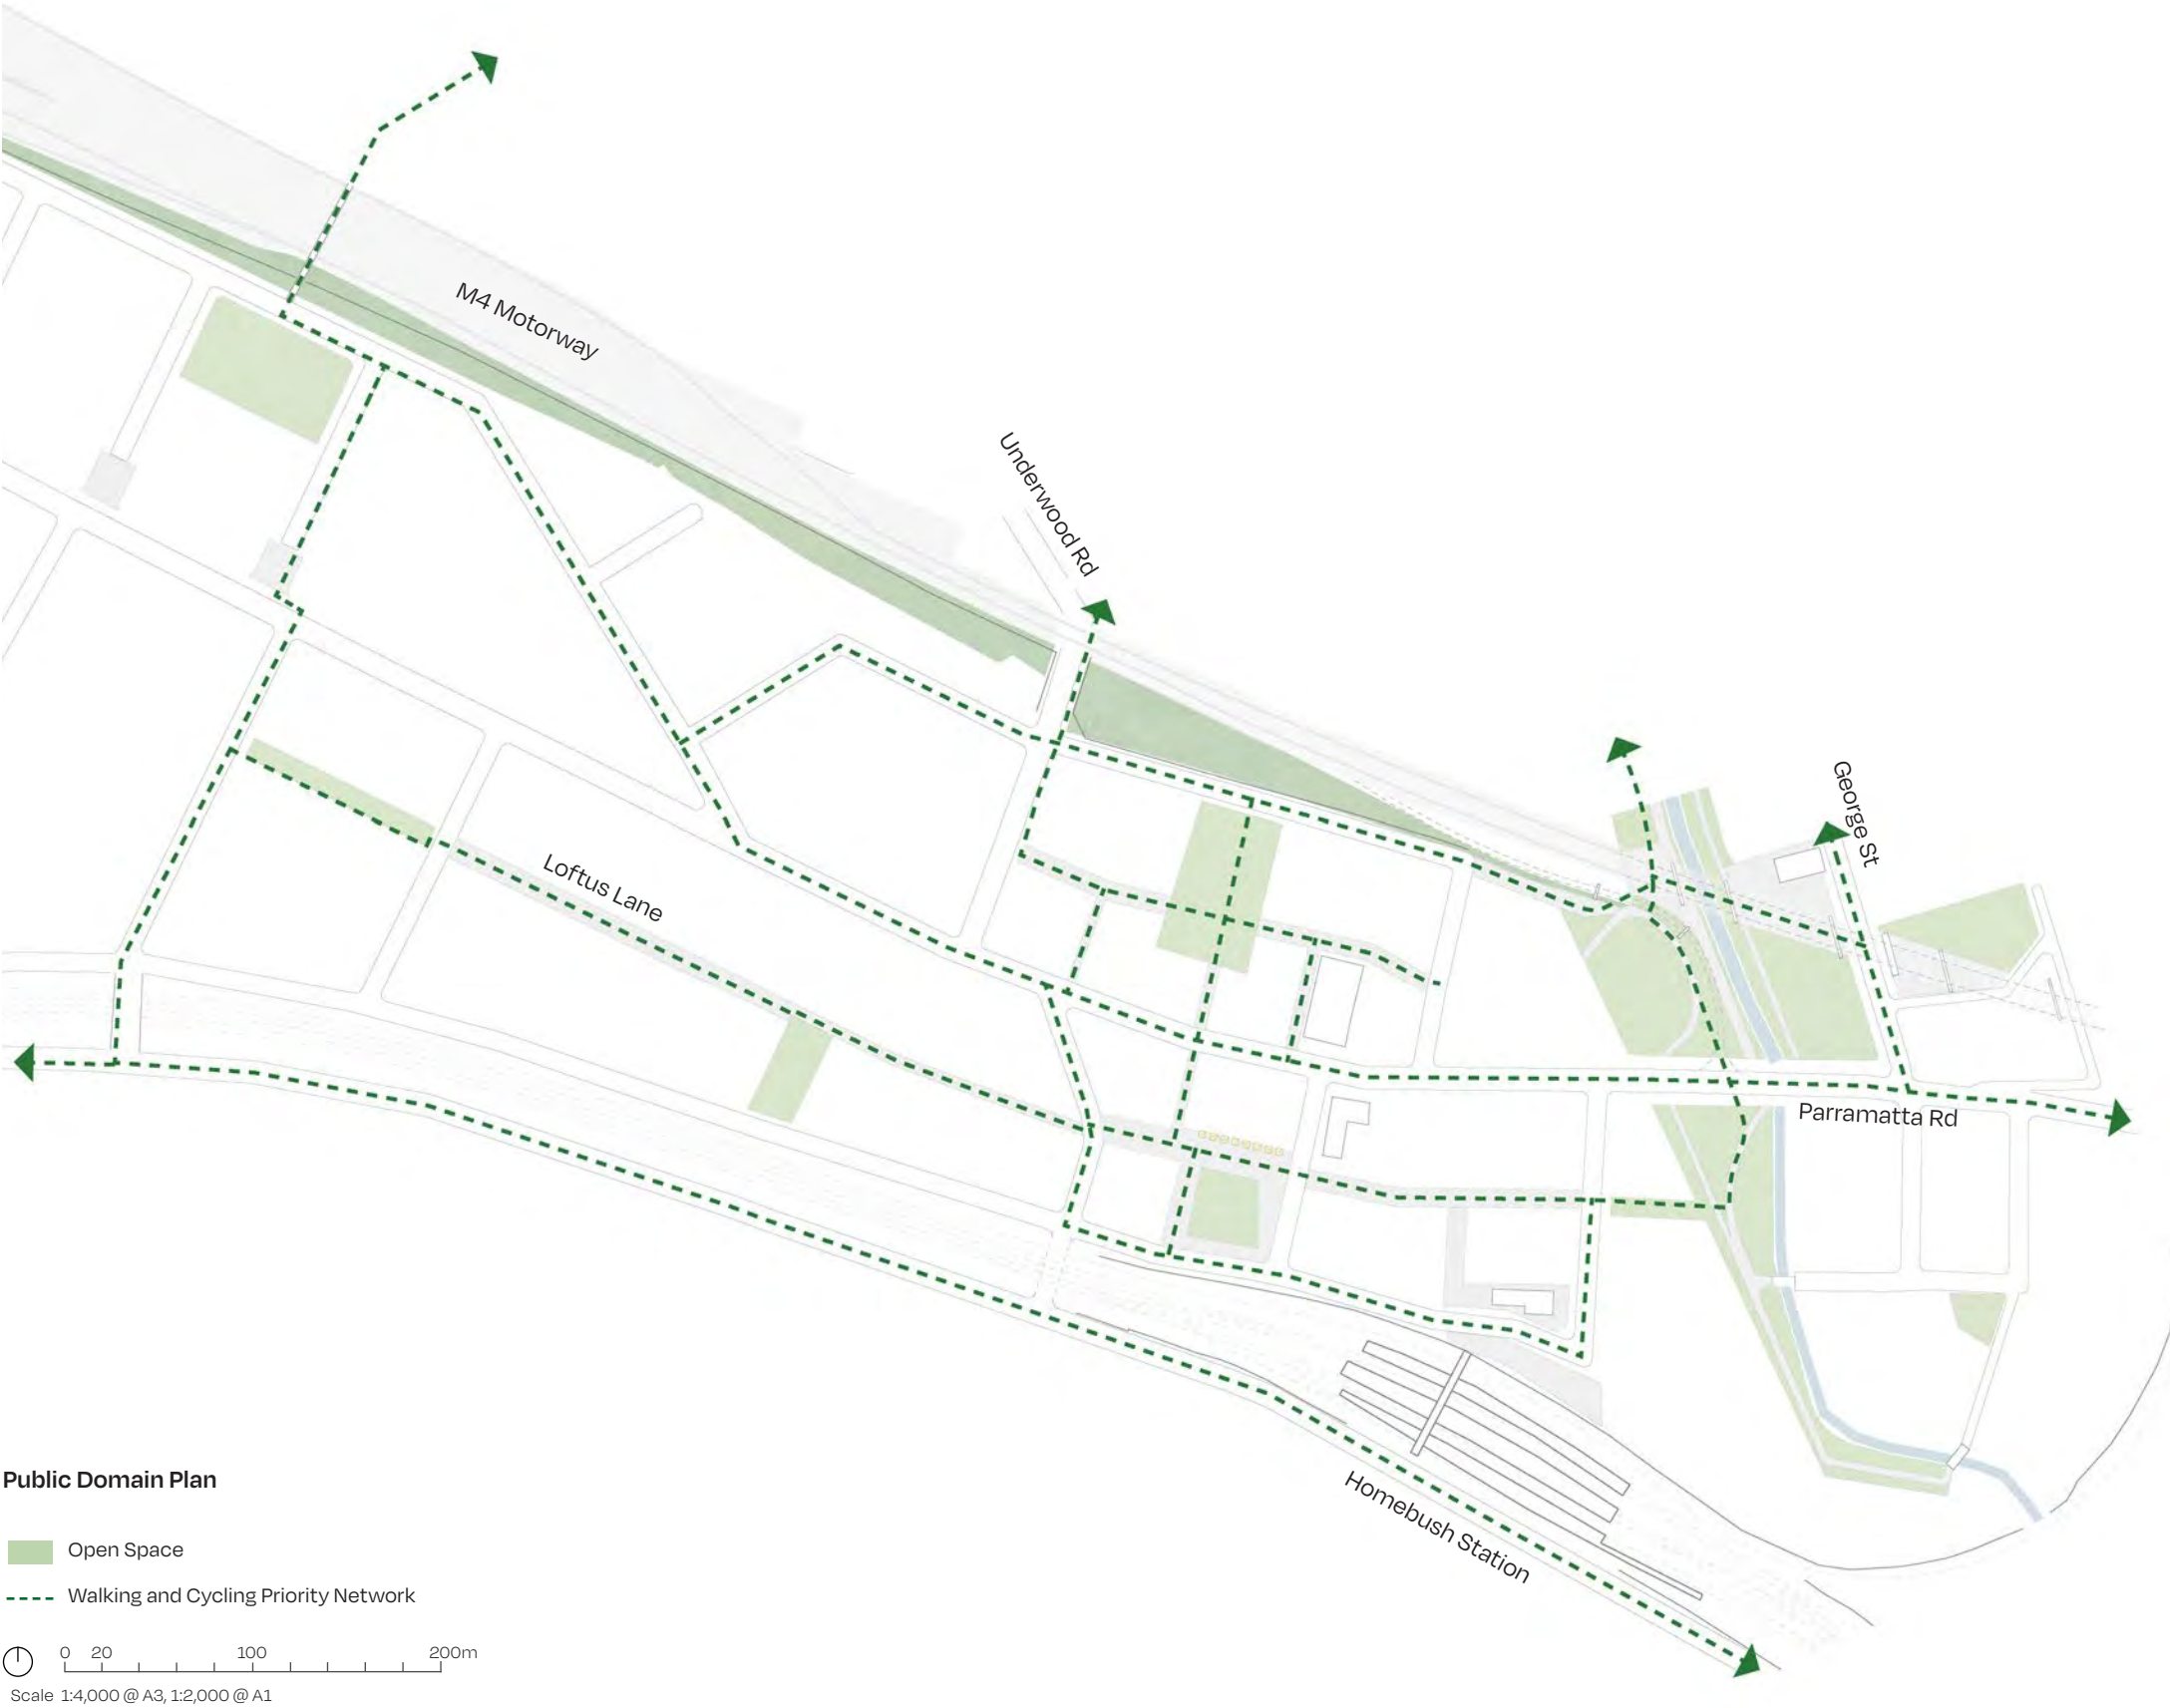 M4 Motorway
Underwood Rd
George St
Loftus Lane
Parramatta Rd
Homebush Station
Public Domain Plan
Open Space
Walking and Cycling Priority Network
0 20 100 200m
Scale 1:4,000 @ A3, 1:2,000 @ A1